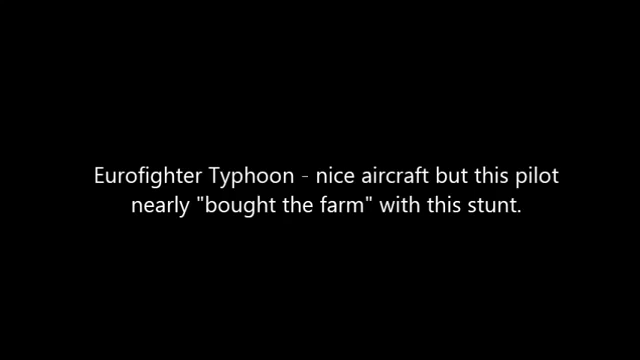 Eurofighter Typhoon - nice aircraft but this pilot
nearly "bought the farm" with this stunt.